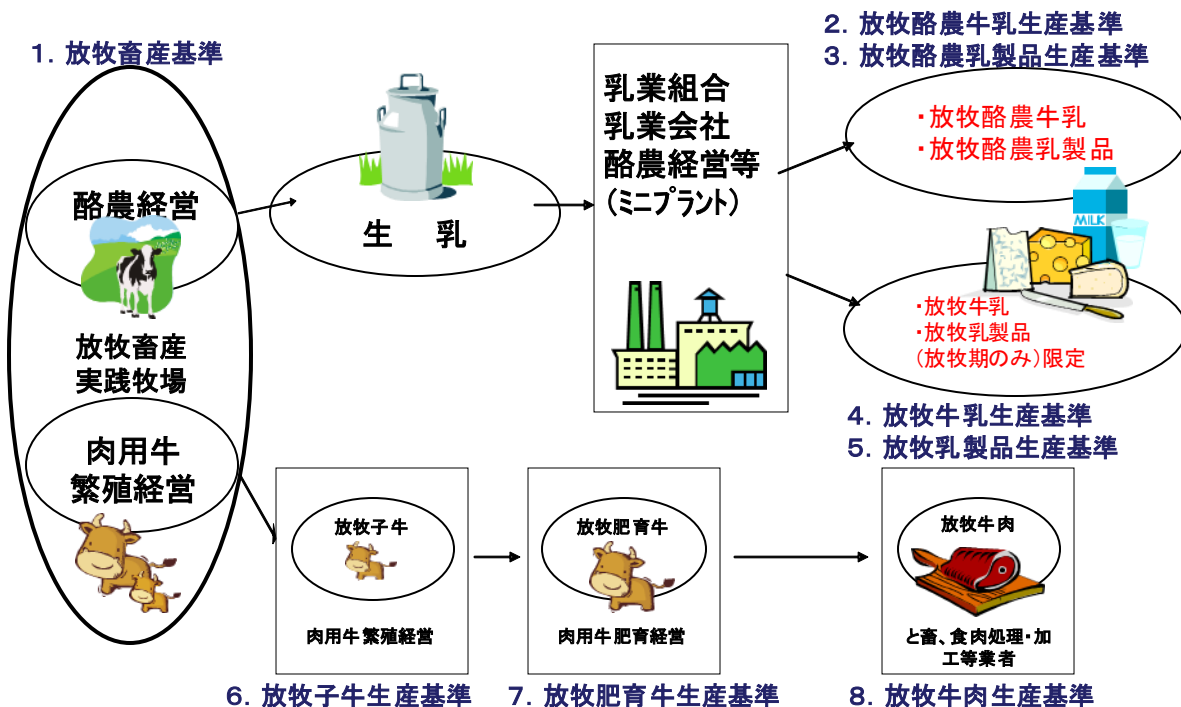 1. 放牧畜産基準
酪農経営
放牧畜産
実践牧場
肉用牛
繁殖経営
生　乳
乳業組合
乳業会社
酪農経営等
(ミニプラント)
2. 放牧酪農牛乳生産基準
3. 放牧酪農乳製品生産基準
・放牧酪農牛乳
・放牧酪農乳製品
MILK
・放牧牛乳
・放牧乳製品
(放牧期のみ)限定
4. 放牧牛乳生産基準
5. 放牧乳製品生産基準
放牧子牛
肉用牛繁殖経営
6. 放牧子牛生産基準
放牧肥育牛
肉用牛肥育経営
7. 放牧肥育牛生産基準
放牧牛肉
と畜、食肉処理・加
工等業者
8. 放牧牛肉生産基準